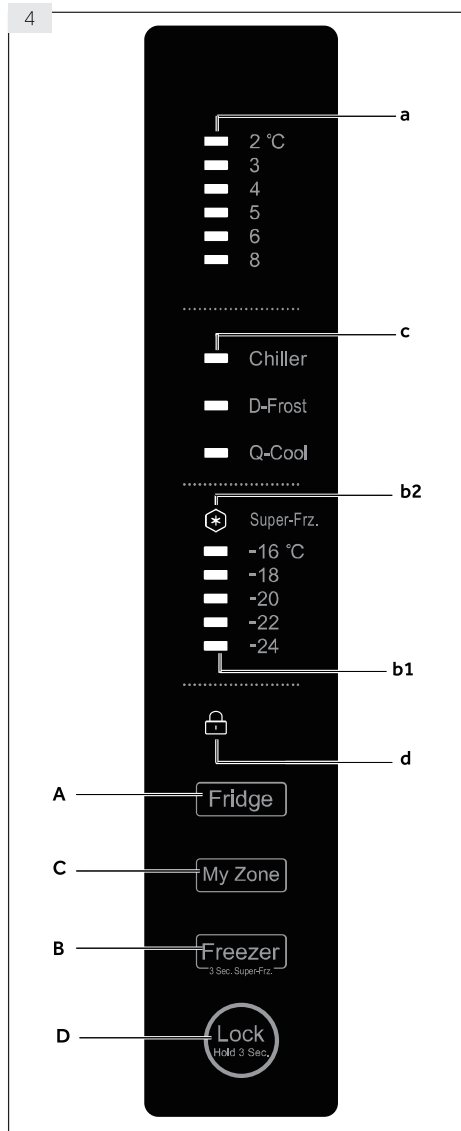 4
a
2 °C
3
4
5
6
8
c
Chiller
D-Frost
Q-Cool
b2
Super-Frz.
-16 °C
-18
-20
-22
-24
b1
d
A
Fridge
C
My Zone
B
Freezer
3 Sec. Super-Frz.
D
Lock
Hold 3 Sec.